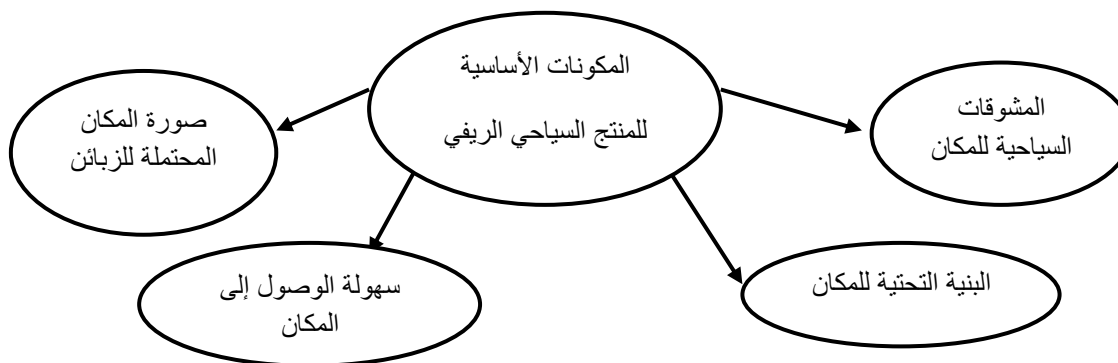 المكونات الأساسية
للمنتج السياحي الريفي
المشوقات
السياحية للمكان
صورة المكان
المحتملة للزبائن
البنية التحتية للمكان
سهولة الوصول إلى
المكان